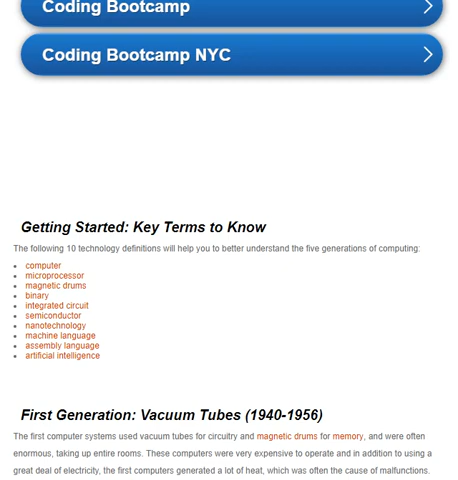 Coding Bootcamp
Coding Bootcamp NYC
Getting Started: Key Terms to Know
The following 10 technology definitions will help you to better understand the five generations of computing:
computer
microprocessor
magnetic drums
binary
integrated circuit
semiconductor
nanotechnology
machine language
assembly language
artificial intelligence
First Generation: Vacuum Tubes (1940-1956)
The first computer systems used vacuum tubes for circuitry and magnetic drums for memory, and were often
enormous, taking up entire rooms. These computers were very expensive to operate and in addition to using a
great deal of electricity, the first computers generated a lot of heat, which was often the cause of malfunctions.